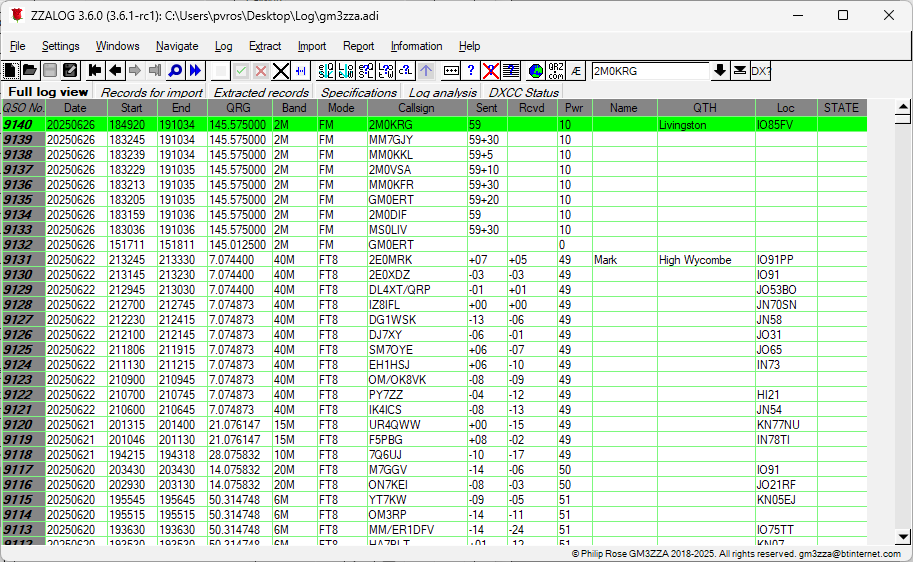 ZZALOG 3.6.0 (3.6.1-rc1): C:\Users\pvros\Desktop\Log\gm3zza.adi
File Settings Windows Navigate Log Extract Import Report Information Help
QRZ .COM Æ 2M0KRG DX?
Full log view Records for import Extracted records Specifications Log analysis DXCC Status
QSO No. Date Start End QRG Band Mode Callsign Sent Rcvd Pwr Name QTH Loc STATE
9140 20250626 184920 191034 145.575000 2M FM 2M0KRG 59 10 Livingston IO85FV
9139 20250626 183245 191034 145.575000 2M FM MM7GJY 59+30 10
9138 20250626 183239 191034 145.575000 2M FM MM0KKL 59+5 10
9137 20250626 183229 191035 145.575000 2M FM 2M0VSA 59+10 10
9136 20250626 183213 191035 145.575000 2M FM MM0KFR 59+30 10
9135 20250626 183205 191035 145.575000 2M FM GM0ERT 59+20 10
9134 20250626 183159 191036 145.575000 2M FM 2M0DIF 59 10
9133 20250626 183036 191036 145.575000 2M FM MS0LIV 59+30 10
9132 20250626 151711 151811 145.012500 2M FM GM0ERT 0
9131 20250622 213245 213330 7.074400 40M FT8 2E0MRK +07 +05 49 Mark High Wycombe IO91PP
9130 20250622 213145 213230 7.074400 40M FT8 2E0XDZ -03 -03 49 IO91
9129 20250622 212945 213030 7.074400 40M FT8 DL4XT/QRP -01 +01 49 JO53BO
9128 20250622 212700 212745 7.074873 40M FT8 IZ8IFL +00 +00 49 JN70SN
9127 20250622 212230 212415 7.074873 40M FT8 DG1WSK -13 -06 49 JN58
9126 20250622 212100 212145 7.074873 40M FT8 DJ7XY -06 -01 49 JO31
9125 20250622 211806 211915 7.074873 40M FT8 SM7OYE +06 -07 49 JO65
9124 20250622 211130 211215 7.074873 40M FT8 EH1HSJ +06 -10 49 IN73
9123 20250622 210900 210945 7.074873 40M FT8 OM/OK8VK -08 -09 49
9122 20250622 210700 210745 7.074873 40M FT8 PY7ZZ -04 -12 49 HI21
9121 20250622 210600 210645 7.074873 40M FT8 IK4ICS -08 -13 49 JN54
9120 20250621 201315 201400 21.076147 15M FT8 UR4QWW +00 -15 49 KN77NU
9119 20250621 201046 201130 21.076147 15M FT8 F5PBG +08 -02 49 IN78TI
9118 20250621 194215 194318 28.075832 10M FT8 7Q6UJ -10 -17 49
9117 20250620 203430 203430 14.075832 20M FT8 M7GGV -14 -06 50 IO91
9116 20250620 202930 203130 14.075832 20M FT8 ON7KEI -08 -03 50 JO21RF
9115 20250620 195545 195645 50.314748 6M FT8 YT7KW -09 -05 51 KN05EJ
9114 20250620 195515 195515 50.314748 6M FT8 OM3RP -14 -11 51
9113 20250620 193630 193630 50.314748 6M FT8 MM/ER1DFV -14 -24 51 IO75TT
9112 20250620 193530 193530 50.314748 6M FT8 HA7BLT +01 -12 51 KN07
© Philip Rose GM3ZZA 2018-2025. All rights reserved. gm3zza@btinternet.com